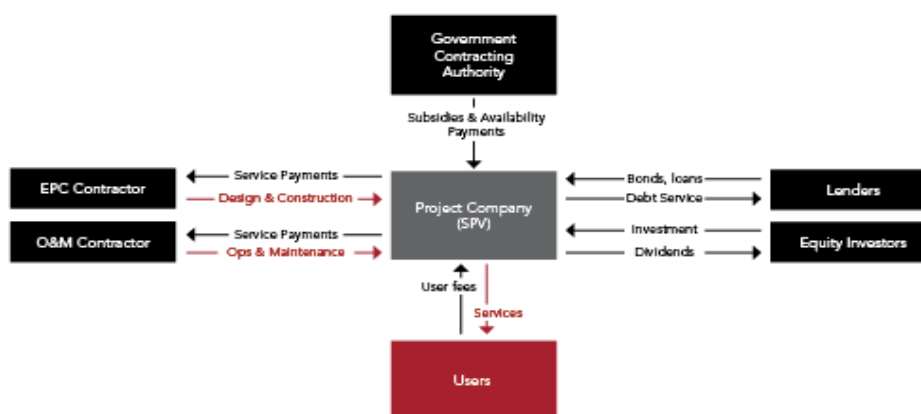 Government
Contracting
Authority
Subsidies & Availability
Payments
Service Payments
Bonds, loans
EPC Contractor
Lenders
Design & Construction
Debt Service
Project Company
(SPV)
Service Payments
Investment
O&M Contractor
Equity Investors
Ops & Maintenance
Dividends
User fees
Services
Users